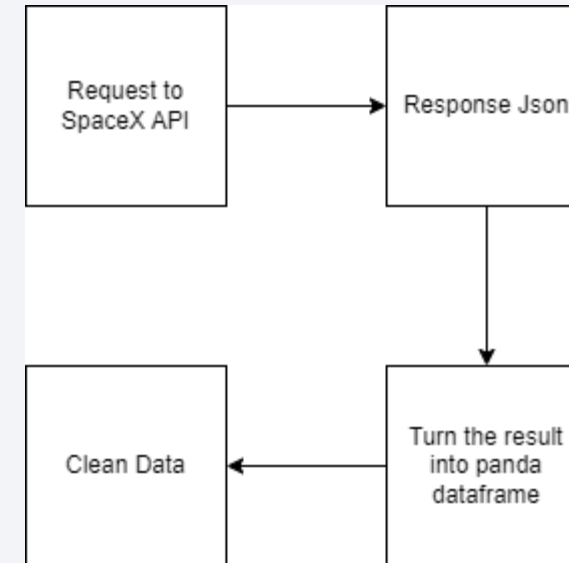 Request to
SpaceX API
Response Json
Turn the result
into panda
dataframe
Clean Data